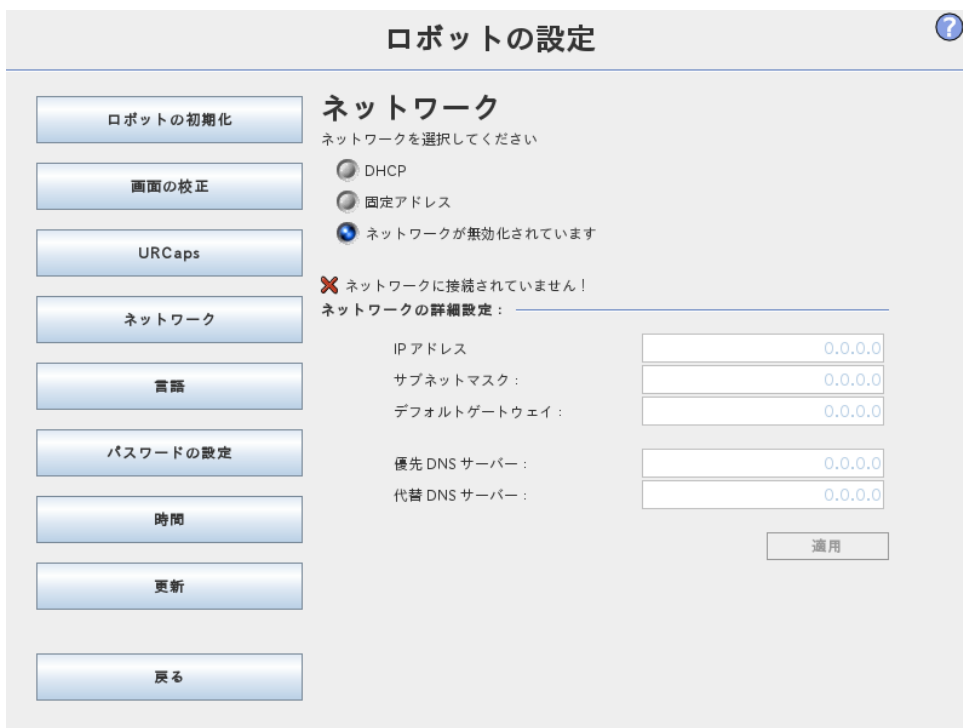 ロボットの設定
?
ロボットの初期化
画面の校正
URCaps
ネットワーク
言語
パスワードの設定
時間
更新
戻る
ネットワーク
ネットワークを選択してください
DHCP
固定アドレス
ネットワークが無効化されています
ネットワークに接続されていません！
ネットワークの詳細設定：
IP アドレス 0.0.0.0
サブネットマスク： 0.0.0.0
デフォルトゲートウェイ： 0.0.0.0
優先 DNS サーバー： 0.0.0.0
代替 DNS サーバー： 0.0.0.0
適用